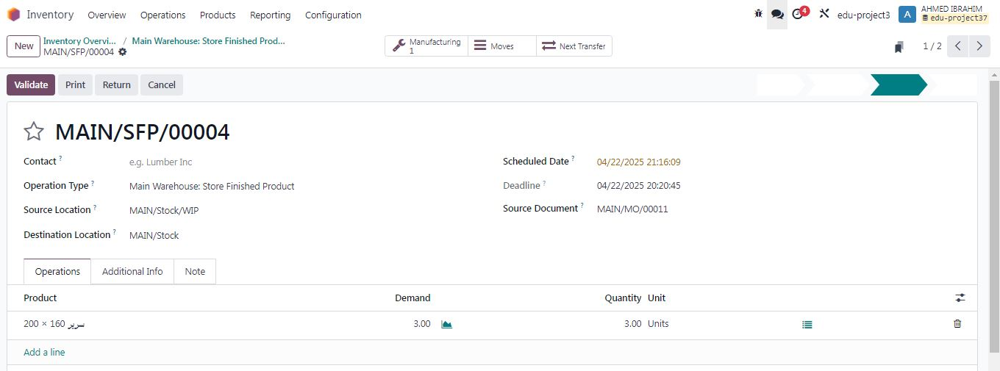 Inventory Overview Operations Products Reporting Configuration
4 edu-project3 A AHMED IBRAHIM
edu-project37
New Inventory Overvi... / Main Warehouse: Store Finished Prod...
MAIN/SFP/00004
Manufacturing
1
Moves
Next Transfer
1 / 2
Validate Print Return Cancel
MAIN/SFP/00004
Contact ? e.g. Lumber Inc
Scheduled Date ? 04/22/2025 21:16:09
Operation Type ? Main Warehouse: Store Finished Product
Deadline ? 04/22/2025 20:20:45
Source Location ? MAIN/Stock/WIP
Source Document ? MAIN/MO/00011
Destination Location ? MAIN/Stock
Operations Additional Info Note
Product Demand Quantity Unit
سرير 160 × 200 3.00 3.00 Units
Add a line